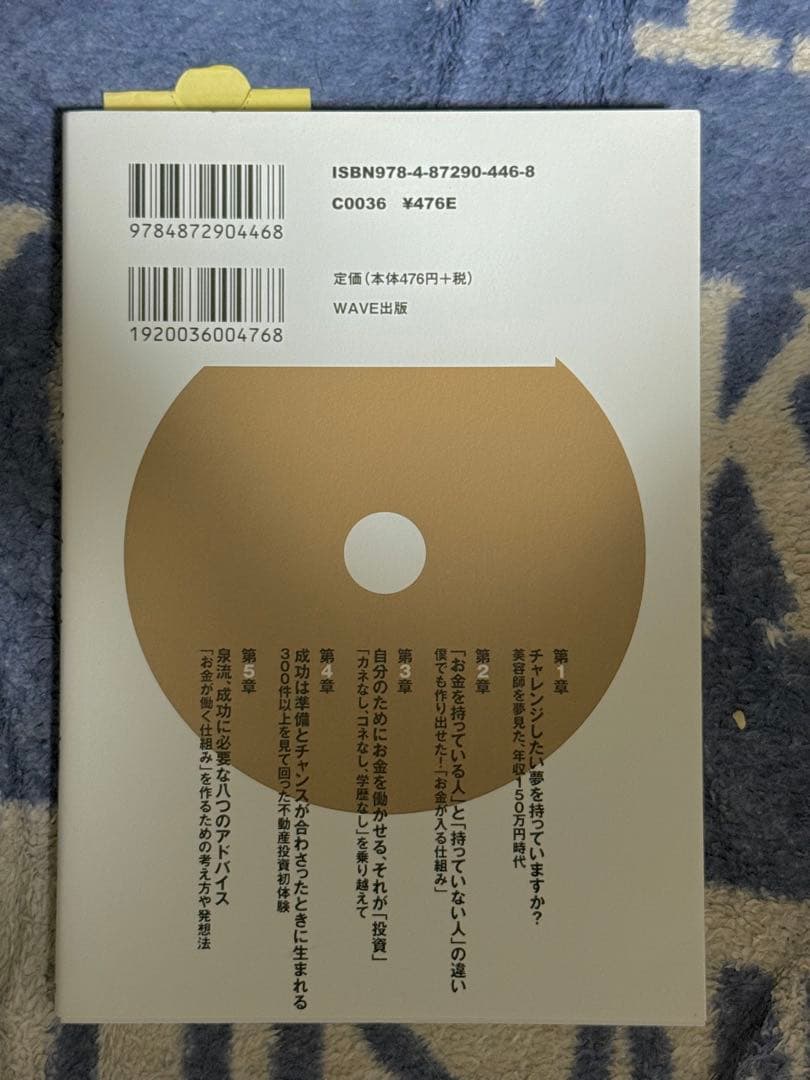 ISBN978-4-87290-446-8
C0036 ¥476E
9784872904468
定価(本体476円+税)
WAVE出版
1920036004768
第1章
チャレンジしたい夢を持っていますか?
美容師を夢見た、年収150万円時代
第2章
「お金を持っている人」と「持っていない人」の違い
僕でも作り出せた!「お金が入る仕組み」
第3章
自分のためにお金を働かせる、それが「投資」
「カネなし、コネなし、学歴なし」を乗り越えて
第4章
成功は準備とチャンスが合わさったときに生まれる
300件以上を見て回った不動産投資初体験
第5章
泉流、成功に必要な八つのアドバイス
「お金が働く仕組み」を作るための考え方や発想法